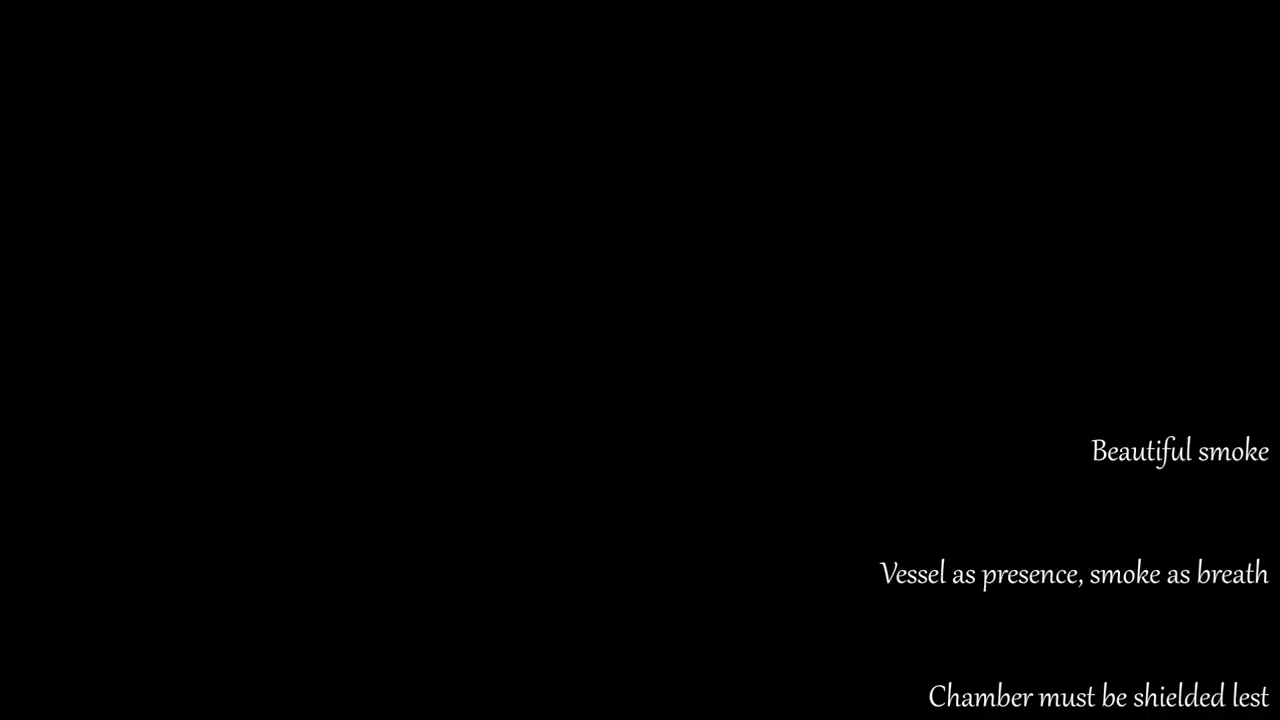 Beautiful smoke
Vessel as presence, smoke as breath
Chamber must be shielded lest